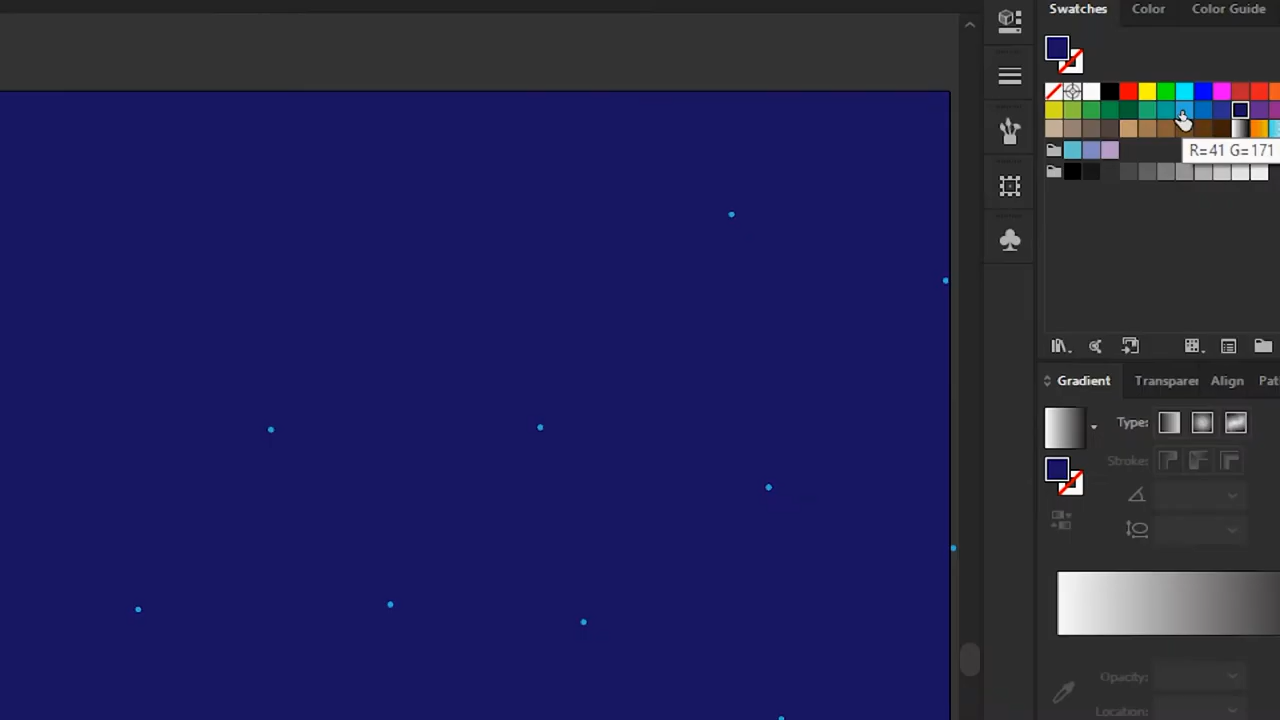 Swatches Color Color Guide
R=41 G=171
Gradient Transparer Align Pat
Type:
Stroke:
Opacity:
Location: